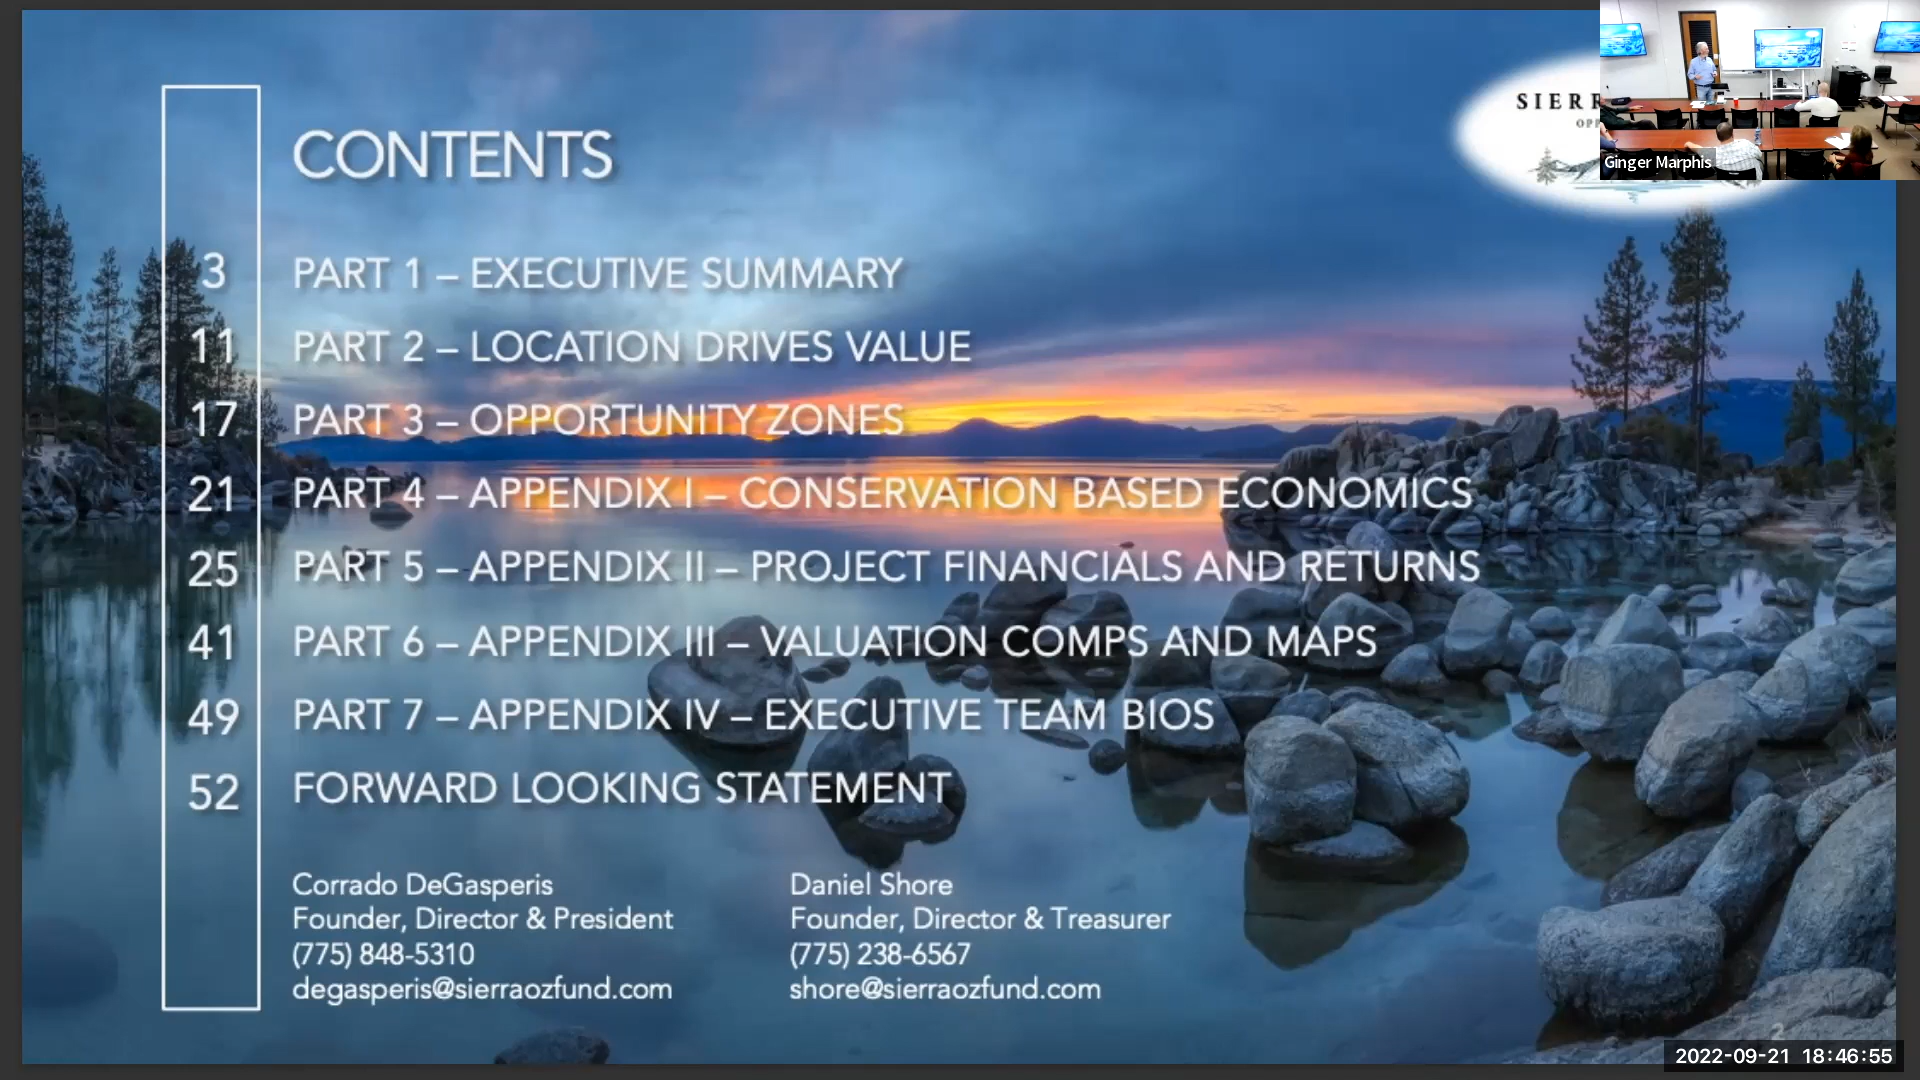 CONTENTS
3 PART 1 – EXECUTIVE SUMMARY
11 PART 2 – LOCATION DRIVES VALUE
17 PART 3 – OPPORTUNITY ZONES
21 PART 4 – APPENDIX I – CONSERVATION BASED ECONOMICS
25 PART 5 – APPENDIX II – PROJECT FINANCIALS AND RETURNS
41 PART 6 – APPENDIX III – VALUATION COMPS AND MAPS
49 PART 7 – APPENDIX IV – EXECUTIVE TEAM BIOS
52 FORWARD LOOKING STATEMENT
Corrado DeGasperis
Founder, Director & President
(775) 848-5310
degasperis@sierraozfund.com
Daniel Shore
Founder, Director & Treasurer
(775) 238-6567
shore@sierraozfund.com
Ginger Marphis
2
2022-09-21 18:46:55